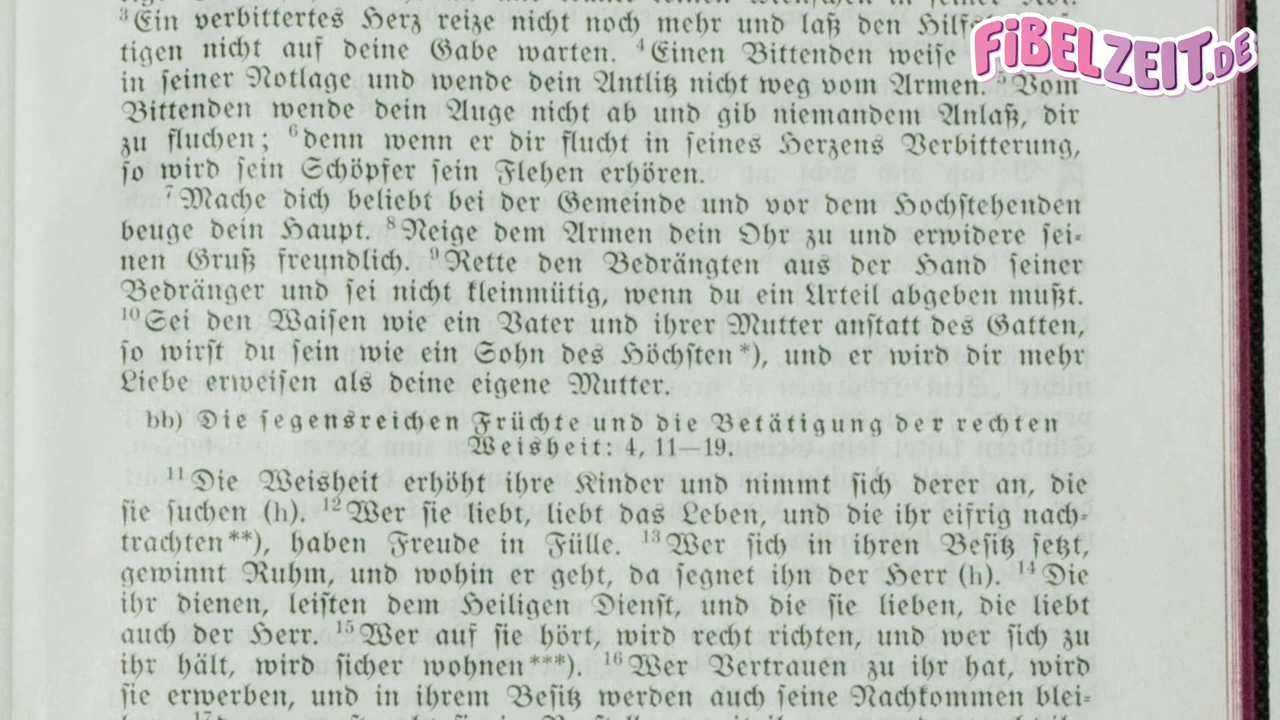 ³Ein verbittertes Herz reize nicht noch mehr und laß den
tigen nicht auf deine Gabe warten. ⁴Einen Bittenden weise
in seiner Notlage und wende dein Antlitz nicht weg vom Armen. ⁵Vom
Bittenden wende dein Auge nicht ab und gib niemandem Anlaß, dir
zu fluchen; ⁶denn wenn er dir flucht in seines Herzens Verbitterung,
so wird sein Schöpfer sein Flehen erhören.
⁷Mache dich beliebt bei der Gemeinde und vor dem Hochstehenden
beuge dein Haupt. ⁸Neige dem Armen dein Ohr zu und erwidere sei-
nen Gruß freundlich. ⁹Rette den Bedrängten aus der Hand seiner
Bedränger und sei nicht kleinmütig, wenn du ein Urteil abgeben mußt.
¹⁰Sei den Waisen wie ein Vater und ihrer Mutter anstatt des Gatten,
so wirst du sein wie ein Sohn des Höchsten*), und er wird dir mehr
Liebe erweisen als deine eigene Mutter.
bb) Die segensreichen Früchte und die Betätigung der rechten
Weisheit: 4, 11—19.
¹¹Die Weisheit erhöht ihre Kinder und nimmt sich derer an, die
sie suchen (h). ¹²Wer sie liebt, liebt das Leben, und die ihr eifrig nach-
trachten**), haben Freude in Fülle. ¹³Wer sich in ihren Besitz setzt,
gewinnt Ruhm, und wohin er geht, da segnet ihn der Herr (h). ¹⁴Die
ihr dienen, leisten dem Heiligen Dienst, und die sie lieben, die liebt
auch der Herr. ¹⁵Wer auf sie hört, wird recht richten, und wer sich zu
ihr hält, wird sicher wohnen***). ¹⁶Wer Vertrauen zu ihr hat, wird
sie erwerben, und in ihrem Besitz werden auch seine Nachkommen blei-
FiBELZEiT.DE